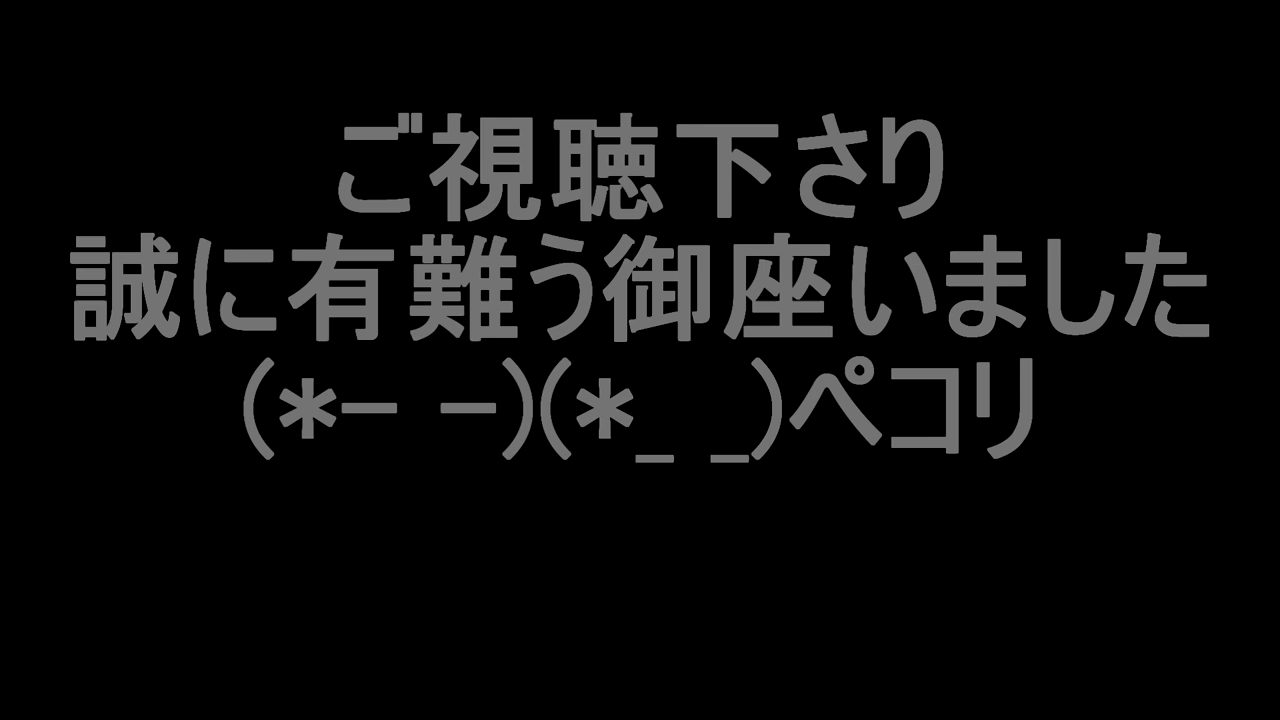 ご視聴下さり
誠に有難う御座いました
(*- -)(*_ _)ペコリ